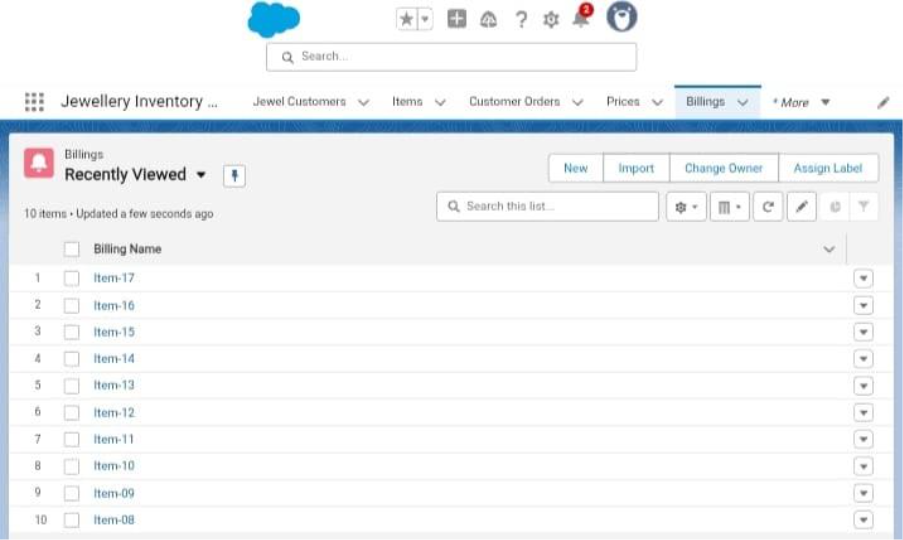 2
Search...
Jewellery Inventory ... Jewel Customers Items Customer Orders Prices Billings * More
Billings
Recently Viewed
New Import Change Owner Assign Label
10 items • Updated a few seconds ago
Search this list...
Billing Name
1 Item-17
2 Item-16
3 Item-15
4 Item-14
5 Item-13
6 Item-12
7 Item-11
8 Item-10
9 Item-09
10 Item-08